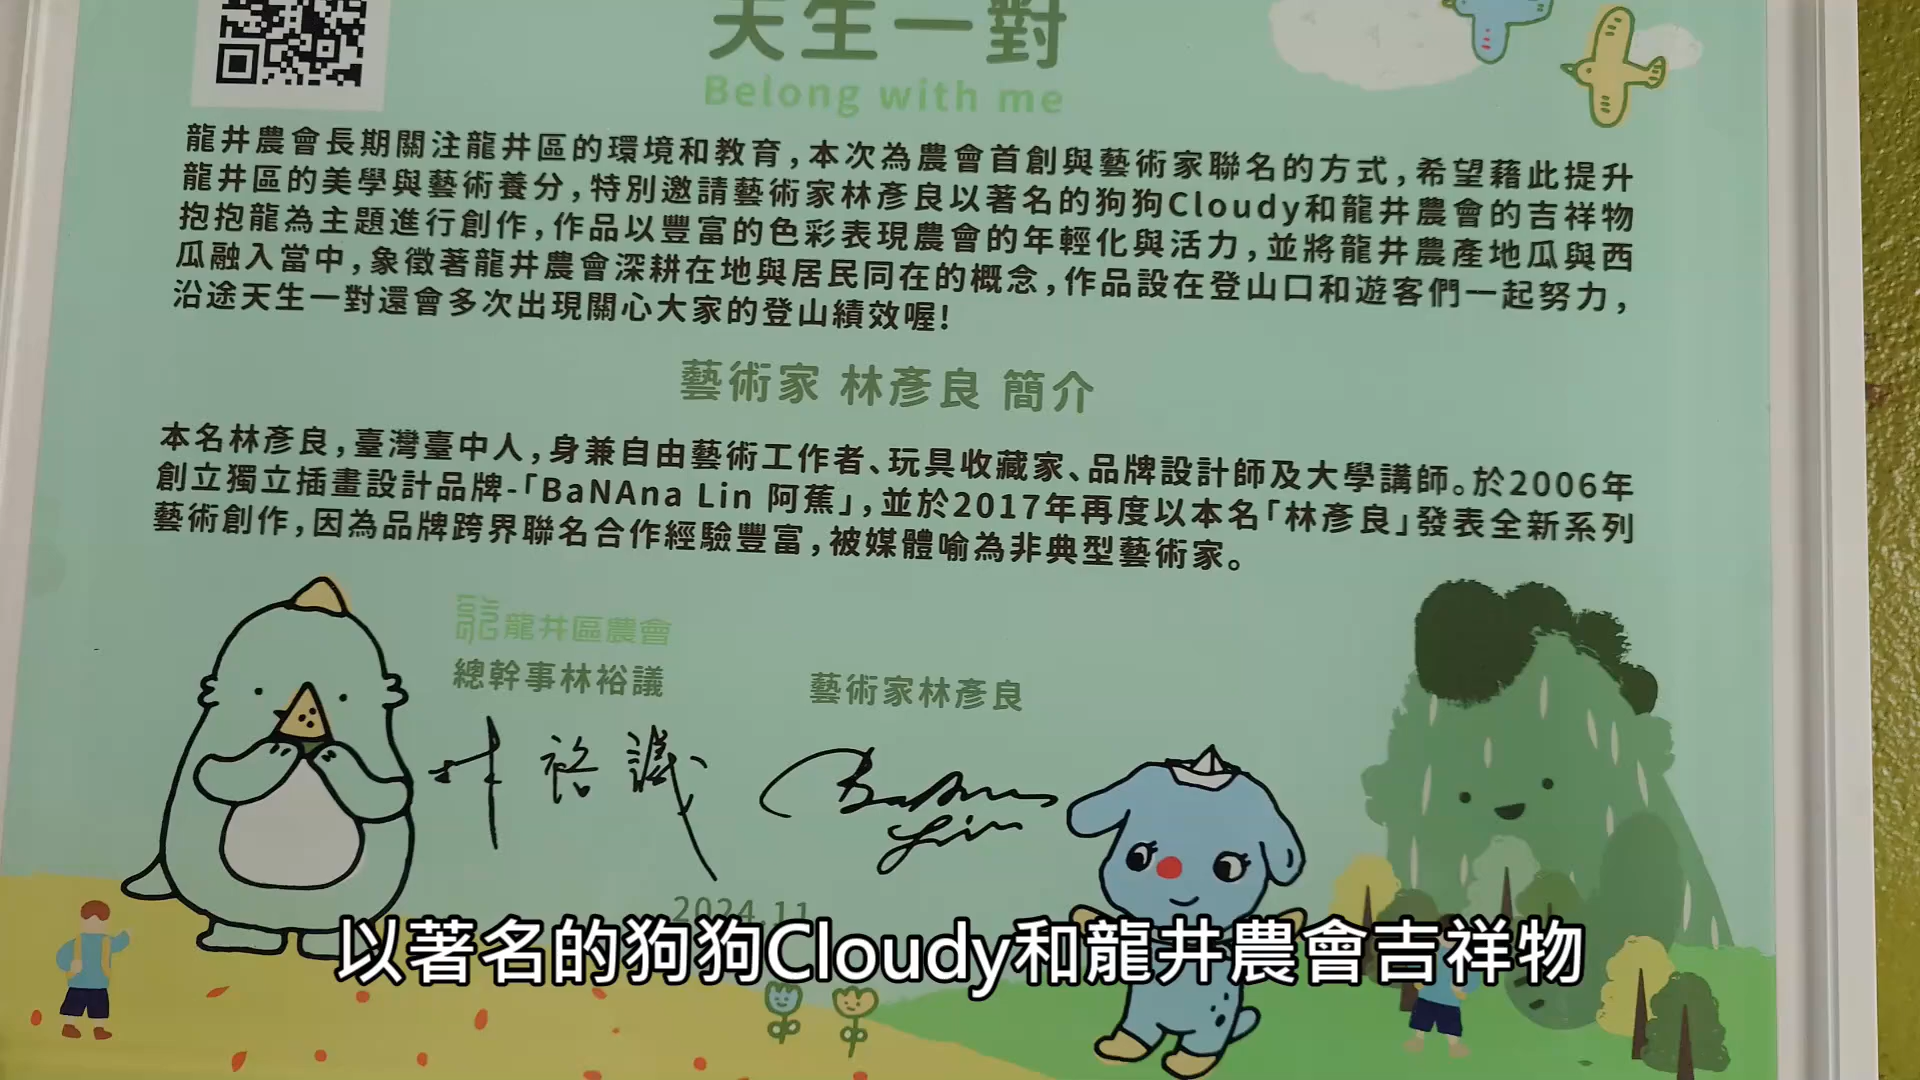 天生一對
Belong with me
龍井農會長期關注龍井區的環境和教育，本次為農會首創與藝術家聯名的方式，希望藉此提升
龍井區的美學與藝術養分，特別邀請藝術家林彥良以著名的狗狗Cloudy和龍井農會的吉祥物
抱抱龍為主題進行創作，作品以豐富的色彩表現農會的年輕化與活力，並將龍井農產地瓜與西
瓜融入當中，象徵著龍井農會深耕在地與居民同在的概念，作品設在登山口和遊客們一起努力，
沿途天生一對還會多次出現關心大家的登山績效喔！
藝術家 林彥良 簡介
本名林彥良，臺灣臺中人，身兼自由藝術工作者、玩具收藏家、品牌設計師及大學講師。於2006年
創立獨立插畫設計品牌-「BaNAna Lin 阿蕉」，並於2017年再度以本名「林彥良」發表全新系列
藝術創作，因為品牌跨界聯名合作經驗豐富，被媒體喻為非典型藝術家。
龍井區農會
總幹事林裕議
藝術家林彥良
林裕議
BaNAna
Lin
2024.11
以著名的狗狗Cloudy和龍井農會吉祥物